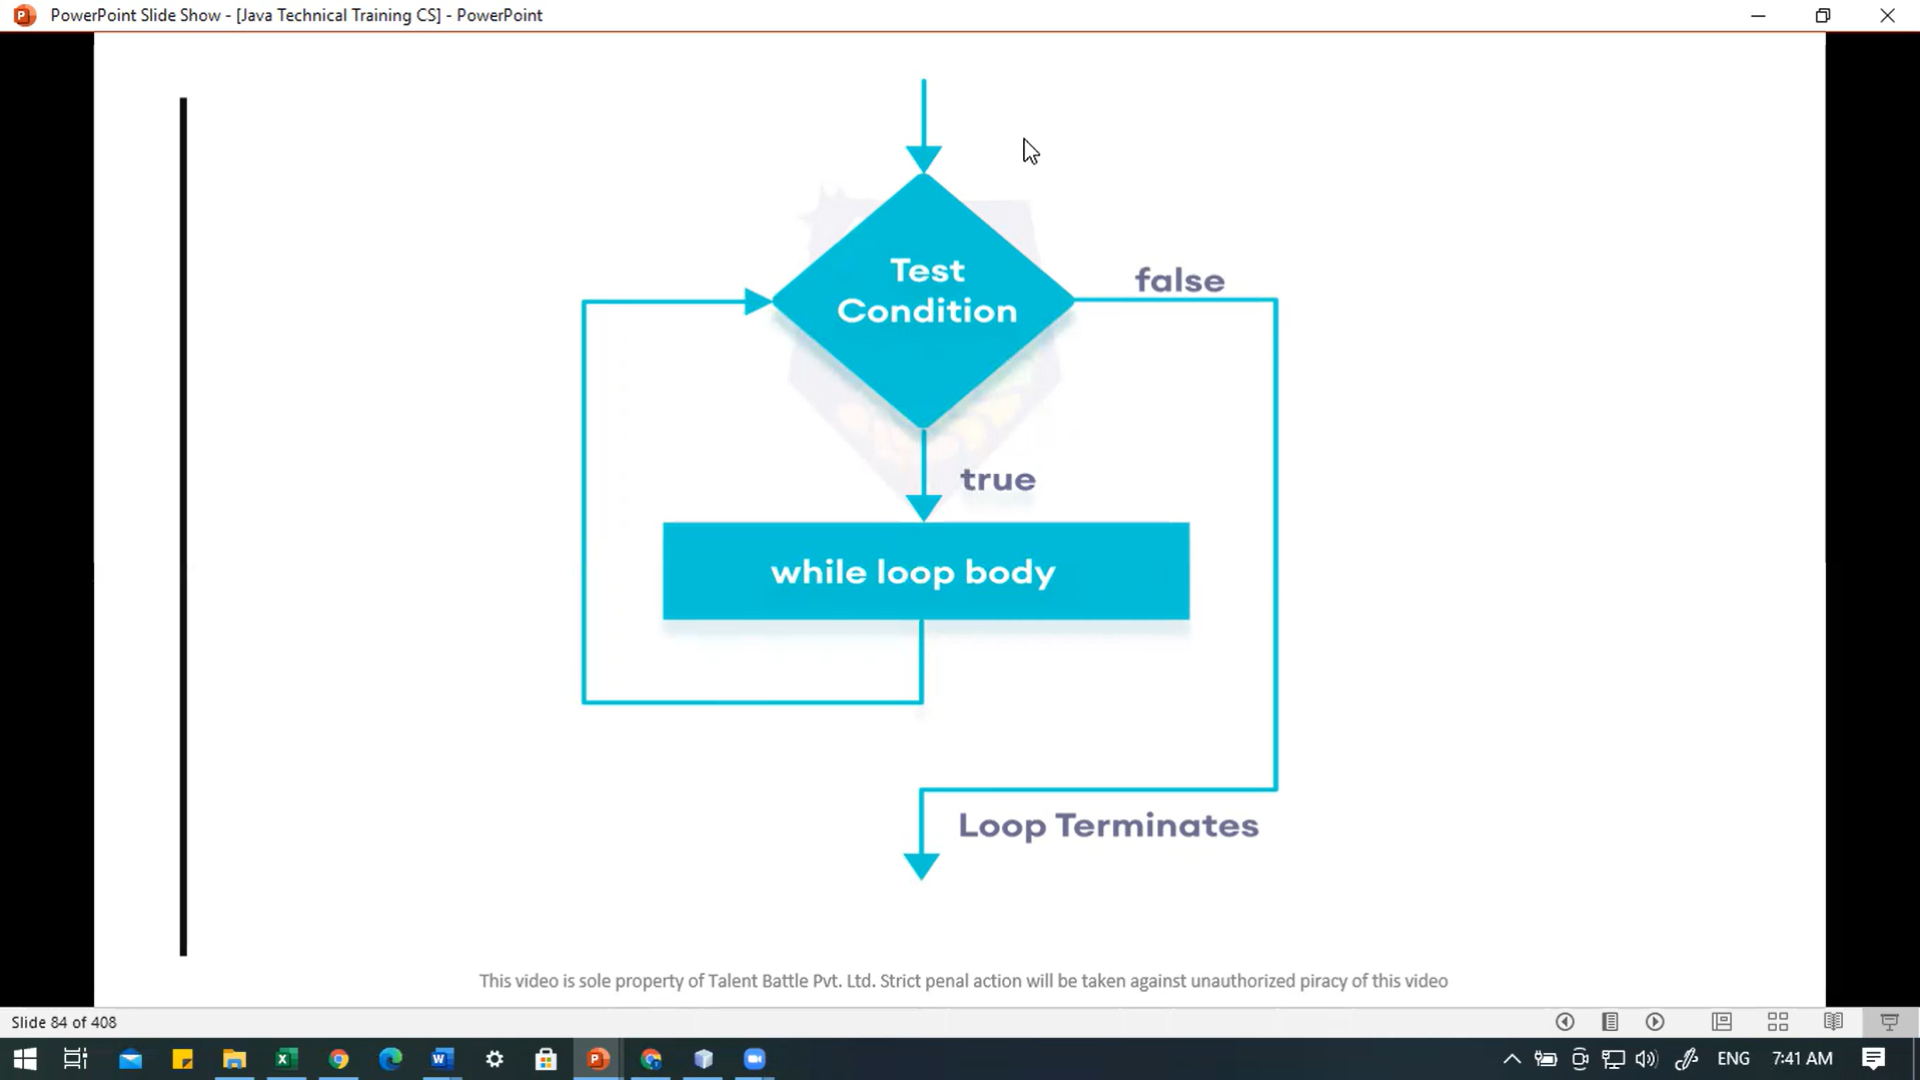 PowerPoint Slide Show - [Java Technical Training CS] - PowerPoint
Test
Condition
false
true
while loop body
Loop Terminates
This video is sole property of Talent Battle Pvt. Ltd. Strict penal action will be taken against unauthorized piracy of this video
Slide 84 of 408
ENG
7:41 AM